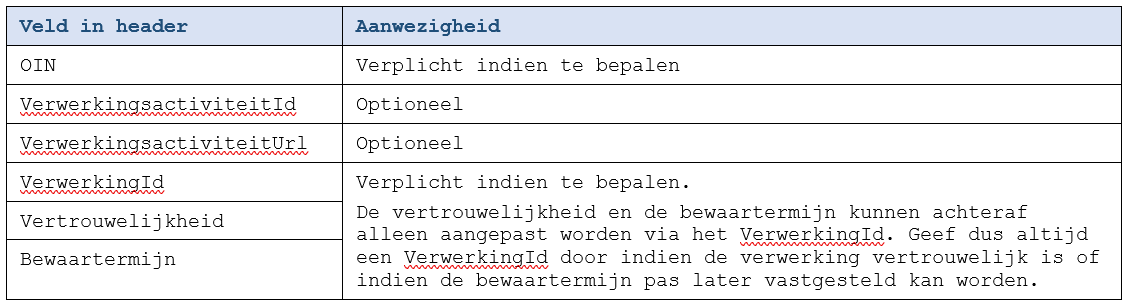 Veld in header
Aanwezigheid
OIN
Verplicht indien te bepalen
VerwerkingsactiviteitId
Optioneel
VerwerkingsactiviteitUrl
Optioneel
VerwerkingId
Verplicht indien te bepalen.
Vertrouwelijkheid
Bewaartermijn
De vertrouwelijkheid en de bewaartermijn kunnen achteraf
alleen aangepast worden via het VerwerkingId. Geef dus altijd
een VerwerkingId door indien de verwerking vertrouwelijk is of
indien de bewaartermijn pas later vastgesteld kan worden.